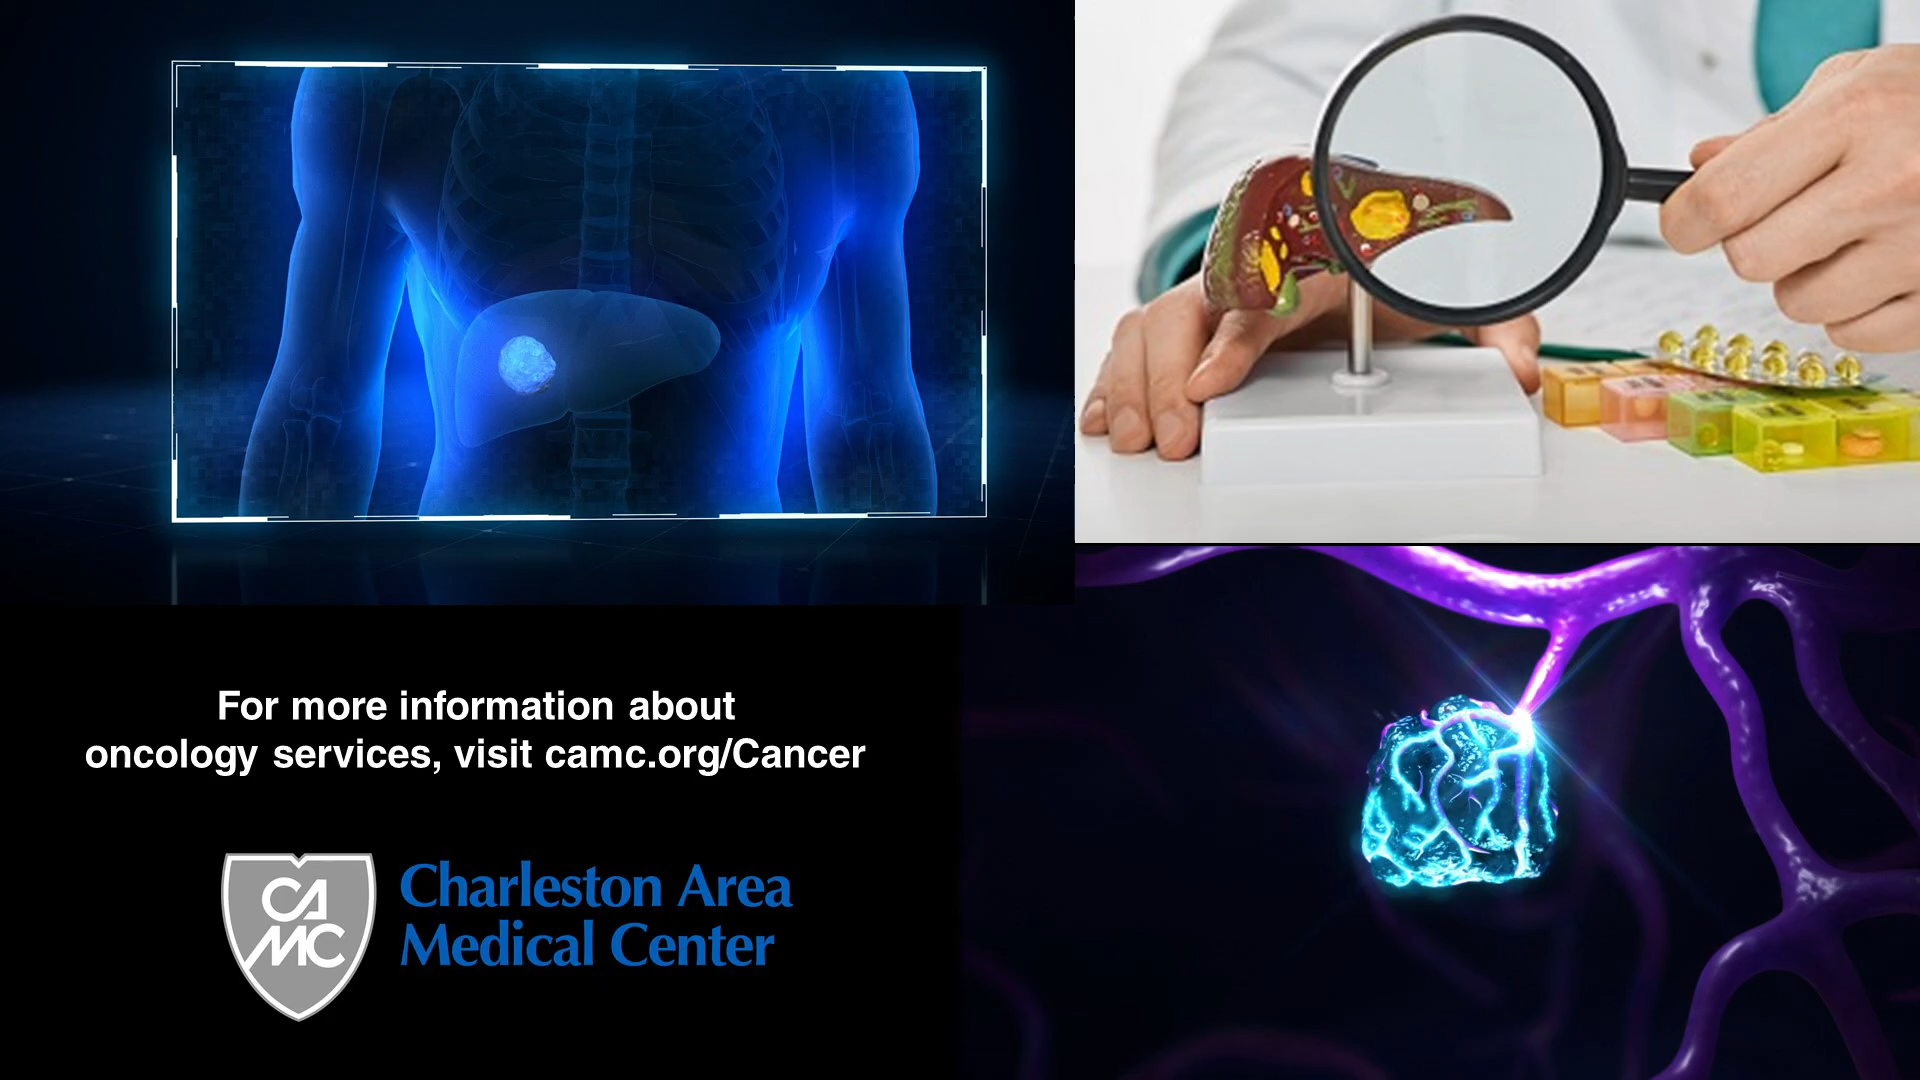 For more information about
oncology services, visit camc.org/Cancer
CA
MC
Charleston Area
Medical Center